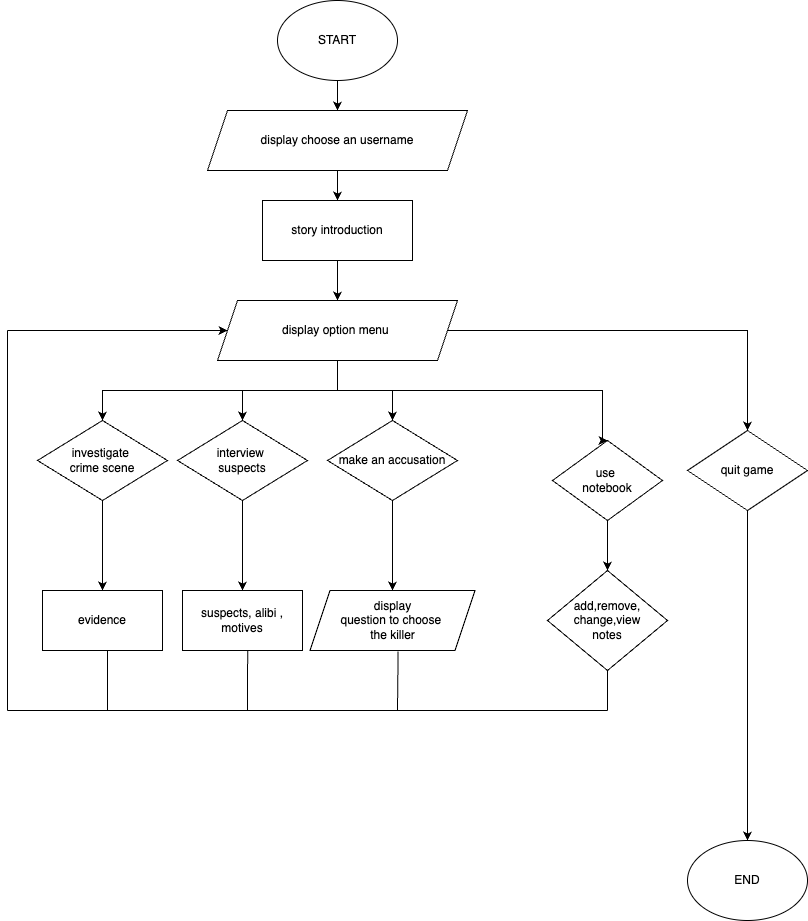 START
display choose an username
story introduction
display option menu
investigate
crime scene
interview
suspects
make an accusation
use
notebook
quit game
evidence
suspects, alibi ,
motives
display
question to choose
the killer
add,remove,
change,view
notes
END